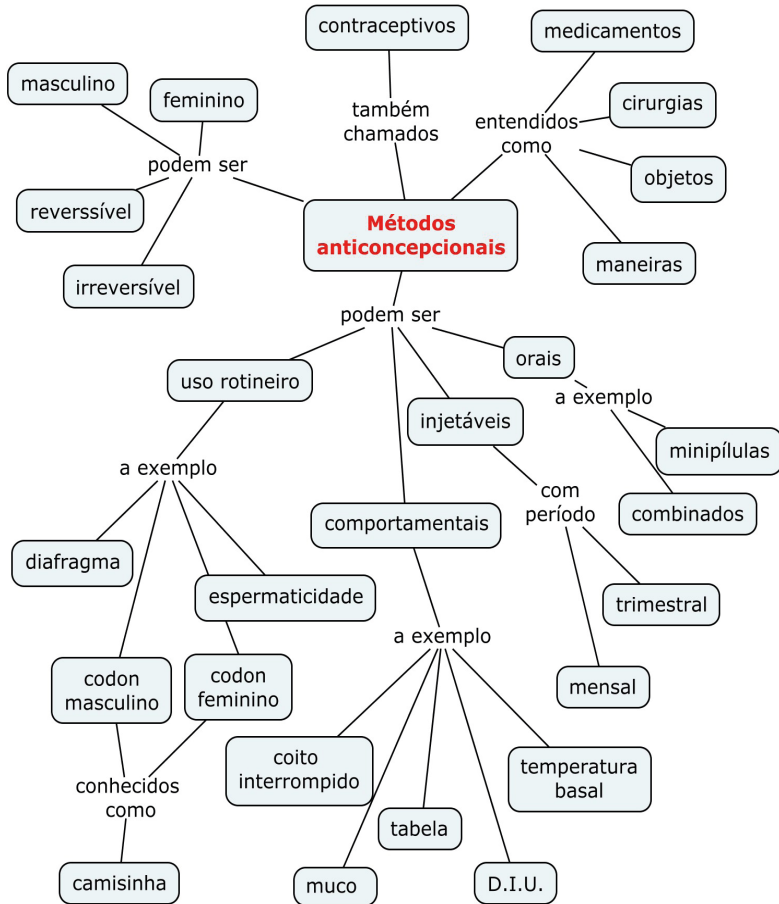 contraceptivos
medicamentos
masculino
feminino
cirurgias
também
chamados
entendidos
como
podem ser
objetos
reverssível
Métodos
anticoncepcionais
maneiras
irreversível
podem ser
orais
uso rotineiro
a exemplo
injetáveis
minipílulas
a exemplo
com
período
combinados
comportamentais
diafragma
espermaticidade
trimestral
a exemplo
codon
masculino
codon
feminino
mensal
coito
interrompido
temperatura
basal
conhecidos
como
tabela
camisinha
muco
D.I.U.